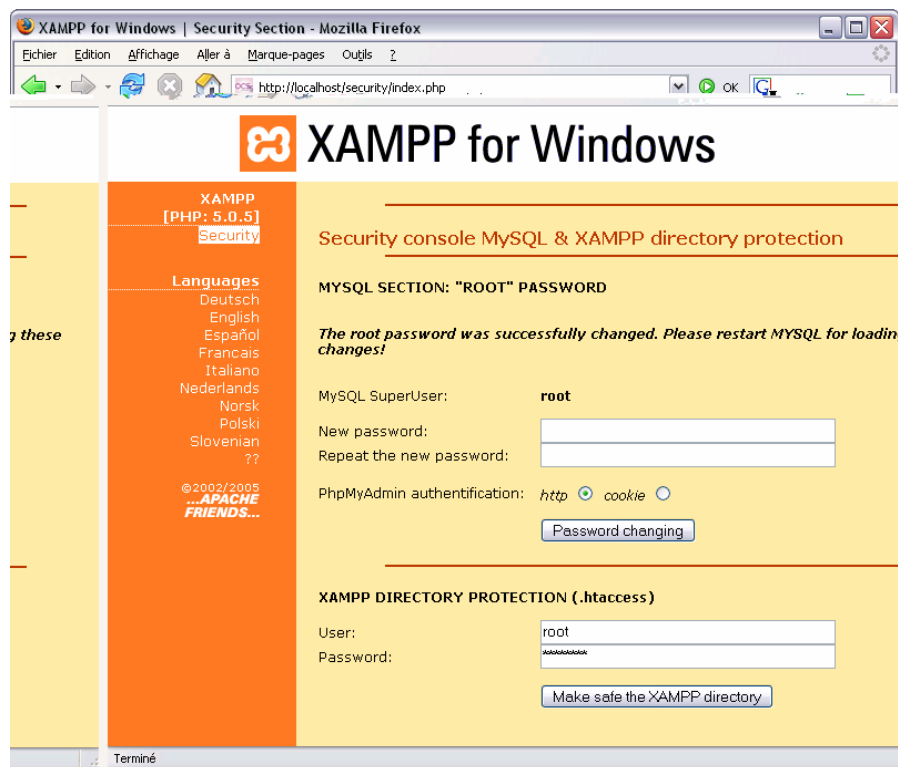 XAMPP for Windows | Security Section - Mozilla Firefox
Fichier Edition Affichage Aller à Marque-pages Outils ?
http://localhost/security/index.php OK
XAMPP for Windows
XAMPP
[PHP: 5.0.5]
Security
Languages
Deutsch
English
Español
Francais
Italiano
Nederlands
Norsk
Polski
Slovenian
??
©2002/2005
...APACHE
FRIENDS...
these
Security console MySQL & XAMPP directory protection
MYSQL SECTION: "ROOT" PASSWORD
The root password was successfully changed. Please restart MYSQL for loadin
changes!
MySQL SuperUser: root
New password:
Repeat the new password:
PhpMyAdmin authentification: http cookie
Password changing
XAMPP DIRECTORY PROTECTION (.htaccess)
User: root
Password: ********
Make safe the XAMPP directory
Terminé